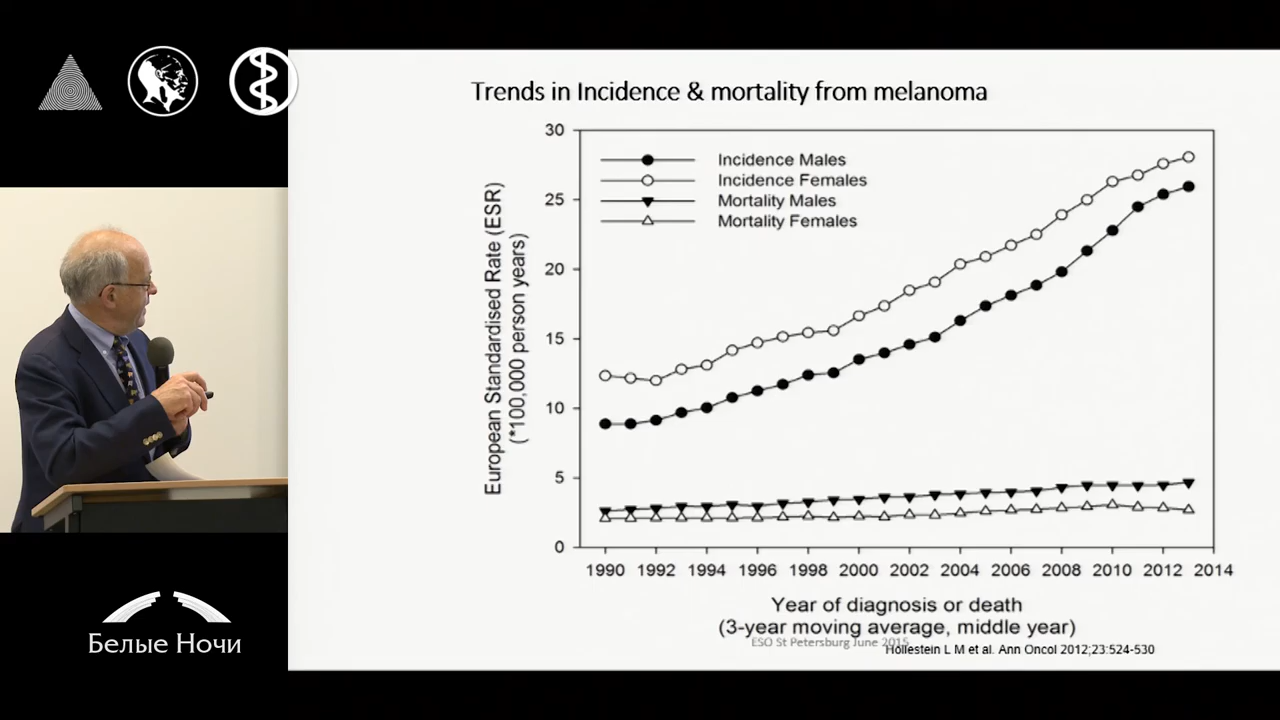 Trends in Incidence & mortality from melanoma
30
25
20
15
10
5
0
Incidence Males
Incidence Females
Mortality Males
Mortality Females
European Standardised Rate (ESR)
(*100,000 person years)
1990 1992 1994 1996 1998 2000 2002 2004 2006 2008 2010 2012 2014
Year of diagnosis or death
(3-year moving average, middle year)
ESO St Petersburg June 2015
Hollestein L M et al. Ann Oncol 2012;23:524-530
Белые Ночи